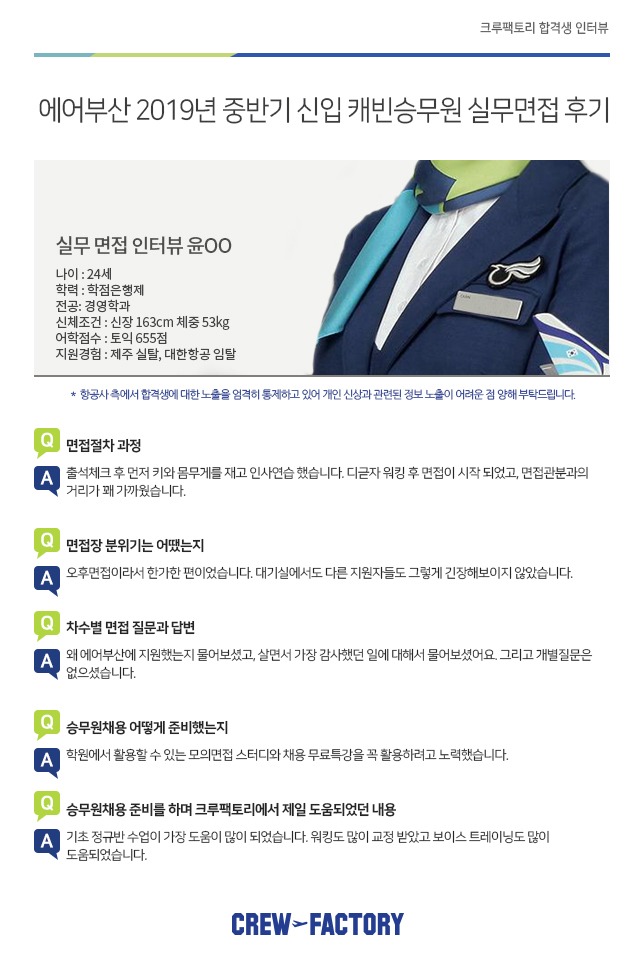 크루팩토리 합격생 인터뷰
에어부산 2019년 중반기 신입 캐빈승무원 실무면접 후기
실무 면접 인터뷰 윤OO
나이 : 24세
학력 : 학점은행제
전공: 경영학과
신체조건 : 신장 163cm 체중 53kg
어학점수 : 토익 655점
지원경험 : 제주 실탈, 대한항공 임탈
* 항공사 측에서 합격생에 대한 노출을 엄격히 통제하고 있어 개인 신상과 관련된 정보 노출이 어려운 점 양해 부탁드립니다.
Q 면접절차 과정
A 출석체크 후 먼저 키와 몸무게를 재고 인사연습 했습니다. 디귿자 워킹 후 면접이 시작 되었고, 면접관분과의
거리가 꽤 가까웠습니다.
Q 면접장 분위기는 어땠는지
A 오후면접이라서 한가한 편이었습니다. 대기실에서도 다른 지원자들도 그렇게 긴장해보이지 않았습니다.
Q 차수별 면접 질문과 답변
A 왜 에어부산에 지원했는지 물어보셨고, 살면서 가장 감사했던 일에 대해서 물어보셨어요. 그리고 개별질문은
없으셨습니다.
Q 승무원채용 어떻게 준비했는지
A 학원에서 활용할 수 있는 모의면접 스터디와 채용 무료특강을 꼭 활용하려고 노력했습니다.
Q 승무원채용 준비를 하며 크루팩토리에서 제일 도움되었던 내용
A 기초 정규반 수업이 가장 도움이 많이 되었습니다. 워킹도 많이 교정 받았고 보이스 트레이닝도 많이
도움되었습니다.
CREW FACTORY